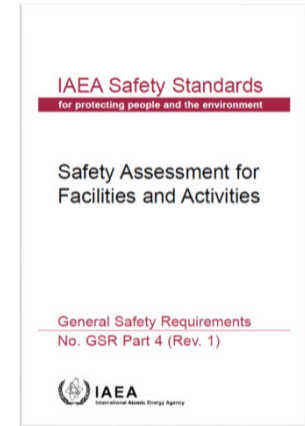 IAEA Safety Standards
for protecting people and the environment
Safety Assessment for
Facilities and Activities
General Safety Requirements
No. GSR Part 4 (Rev. 1)
IAEA
International Atomic Energy Agency